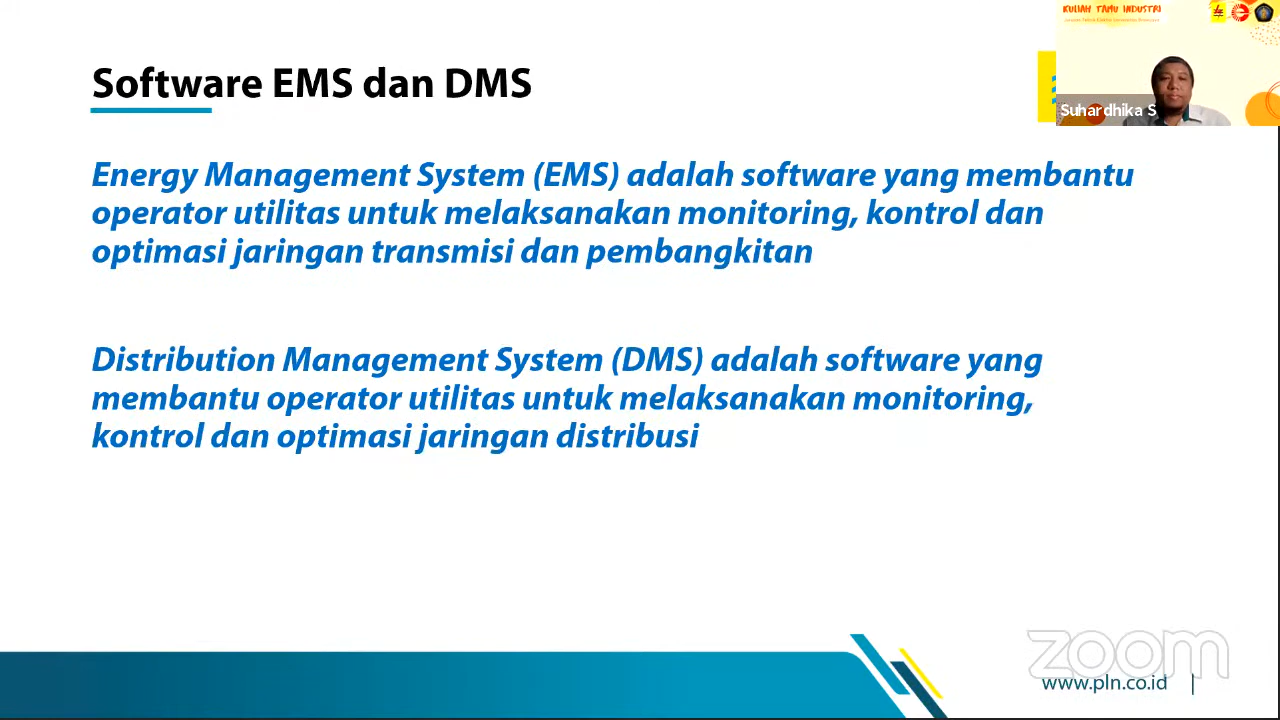 KULIAH TAMU INDUSTRI
Suhardhika S
Software EMS dan DMS
Energy Management System (EMS) adalah software yang membantu
operator utilitas untuk melaksanakan monitoring, kontrol dan
optimasi jaringan transmisi dan pembangkitan
Distribution Management System (DMS) adalah software yang
membantu operator utilitas untuk melaksanakan monitoring,
kontrol dan optimasi jaringan distribusi
zoom
www.pln.co.id |